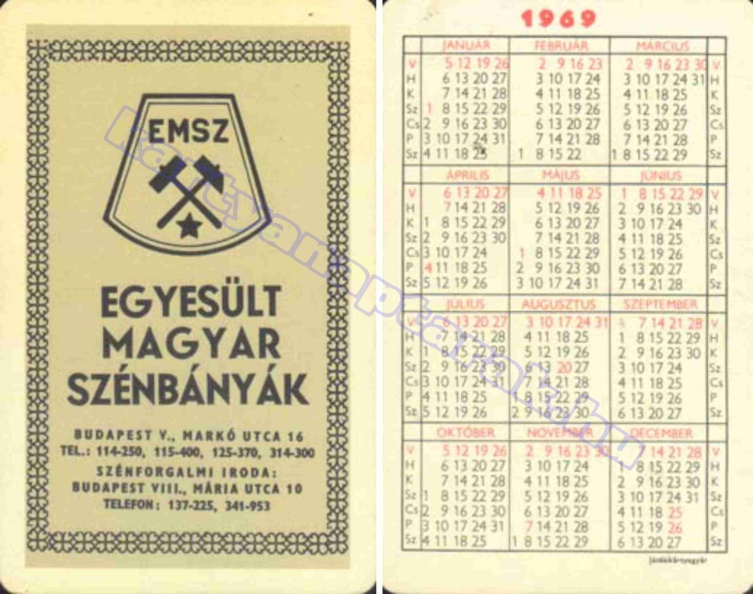 EMSZ
EGYESÜLT
MAGYAR
SZÉNBÁNYÁK
BUDAPEST V., MARKÓ UTCA 16
TEL.: 114-250, 115-400, 125-370, 314-300
SZÉNFORGALMI IRODA:
BUDAPEST VIII., MÁRIA UTCA 10
TELEFON: 137-225, 341-953
kartyanaptarak.hu
1969
JANUÁR FEBRUÁR MÁRCIUS
V 5 12 19 26 2 9 16 23 2 9 16 23 30 V
H 6 13 20 27 3 10 17 24 3 10 17 24 31 H
K 7 14 21 28 4 11 18 25 4 11 18 25 K
Sz 1 8 15 22 29 5 12 19 26 5 12 19 26 Sz
Cs 2 9 16 23 30 6 13 20 27 6 13 20 27 Cs
P 3 10 17 24 31 7 14 21 28 7 14 21 28 P
Sz 4 11 18 25 1 8 15 22 1 8 15 22 29 Sz
ÁPRILIS MÁJUS JÚNIUS
V 6 13 20 27 4 11 18 25 1 8 15 22 29 V
H 7 14 21 28 5 12 19 26 2 9 16 23 30 H
K 1 8 15 22 29 6 13 20 27 3 10 17 24 K
Sz 2 9 16 23 30 7 14 21 28 4 11 18 25 Sz
Cs 3 10 17 24 1 8 15 22 29 5 12 19 26 Cs
P 4 11 18 25 2 9 16 23 30 6 13 20 27 P
Sz 5 12 19 26 3 10 17 24 31 7 14 21 28 Sz
JÚLIUS AUGUSZTUS SZEPTEMBER
V 6 13 20 27 3 10 17 24 31 7 14 21 28 V
H 7 14 21 28 4 11 18 25 1 8 15 22 29 H
K 1 8 15 22 29 5 12 19 26 2 9 16 23 30 K
Sz 2 9 16 23 30 6 13 20 27 3 10 17 24 Sz
Cs 3 10 17 24 31 7 14 21 28 4 11 18 25 Cs
P 4 11 18 25 1 8 15 22 29 5 12 19 26 P
Sz 5 12 19 26 2 9 16 23 30 6 13 20 27 Sz
OKTÓBER NOVEMBER DECEMBER
V 5 12 19 26 2 9 16 23 30 7 14 21 28 V
H 6 13 20 27 3 10 17 24 1 8 15 22 29 H
K 7 14 21 28 4 11 18 25 2 9 16 23 30 K
Sz 1 8 15 22 29 5 12 19 26 3 10 17 24 31 Sz
Cs 2 9 16 23 30 6 13 20 27 4 11 18 25 Cs
P 3 10 17 24 31 7 14 21 28 5 12 19 26 P
Sz 4 11 18 25 1 8 15 22 29 6 13 20 27 Sz
Játékkártyagyár